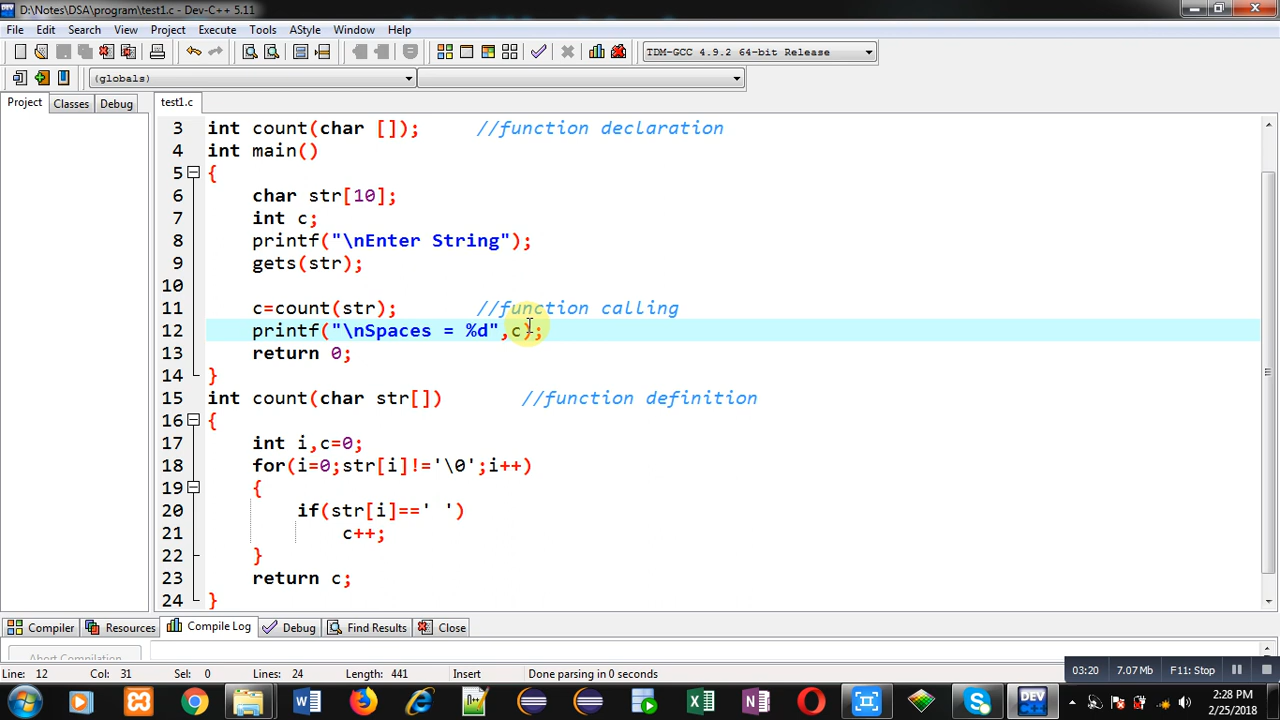 D:\Notes\DSA\program\test1.c - Dev-C++ 5.11
File Edit Search View Project Execute Tools AStyle Window Help
TDM-GCC 4.9.2 64-bit Release
(globals)
Project Classes Debug test1.c
3 int count(char []); //function declaration
4 int main()
5 {
6 char str[10];
7 int c;
8 printf("\nEnter String");
9 gets(str);
10
11 c=count(str); //function calling
12 printf("\nSpaces = %d",c);
13 return 0;
14 }
15 int count(char str[]) //function definition
16 {
17 int i,c=0;
18 for(i=0;str[i]!='\0';i++)
19 {
20 if(str[i]==' ')
21 c++;
22 }
23 return c;
24 }
Compiler Resources Compile Log Debug Find Results Close
Abort Compilation
Line: 12 Col: 31 Sel: 0 Lines: 24 Length: 441 Insert Done parsing in 0 seconds
03:20 7.07 Mb F11: Stop
DEV
2:28 PM
2/25/2018